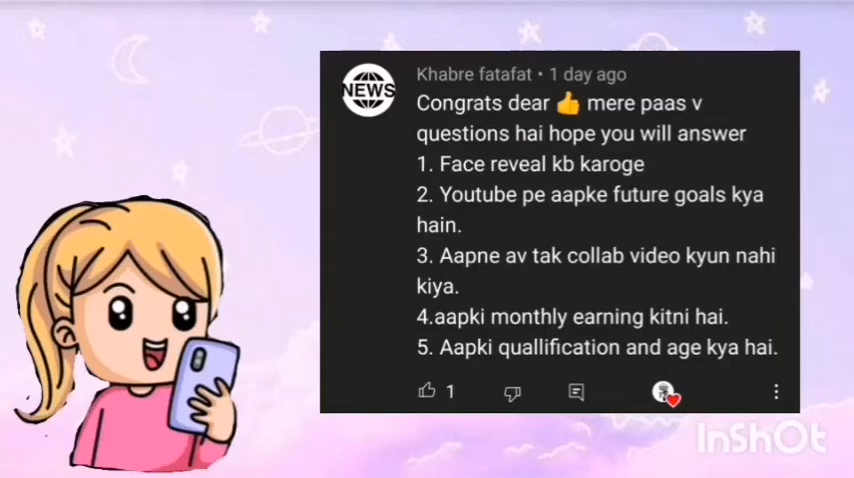 Khabre fatafat • 1 day ago
NEWS
Congrats dear 👍 mere paas v
questions hai hope you will answer
1. Face reveal kb karoge
2. Youtube pe aapke future goals kya
hain.
3. Aapne av tak collab video kyun nahi
kiya.
4.aapki monthly earning kitni hai.
5. Aapki quallification and age kya hai.
1
InShOt